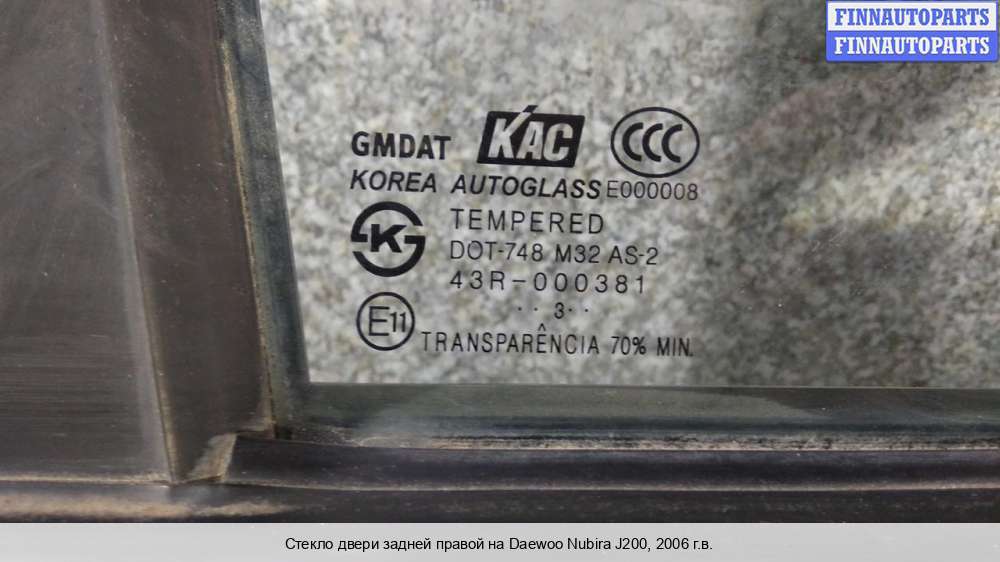 FINNAUTOPARTS
FINNAUTOPARTS
GMDAT KAC CCC
KOREA AUTOGLASS E000008
K TEMPERED
DOT-748 M32 AS-2
43R-000381
·· 3 ··
E11 TRANSPARÊNCIA 70% MIN.
Стекло двери задней правой на Daewoo Nubira J200, 2006 г.в.